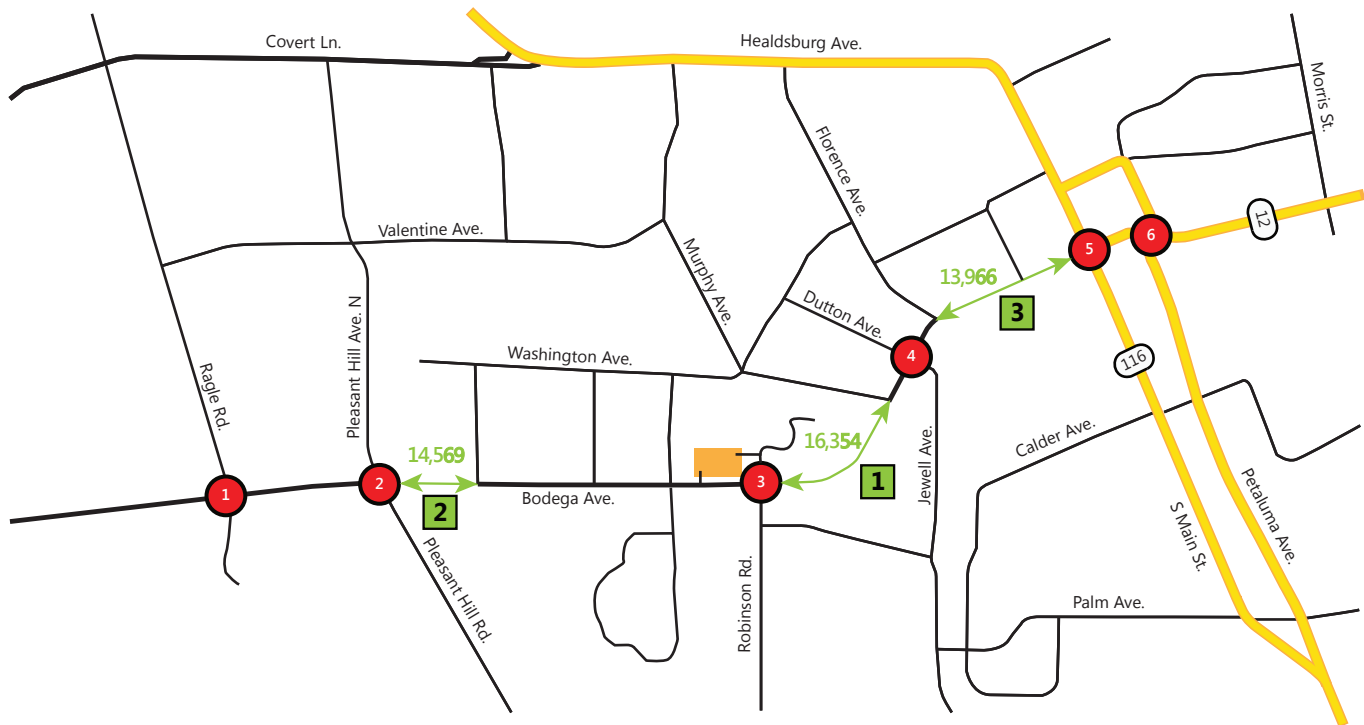 Covert Ln.
Healdsburg Ave.
Morris St.
Florence Ave.
12
Valentine Ave.
6
5
Murphy Ave.
13,966
3
Dutton Ave.
Pleasant Hill Ave. N
Washington Ave.
4
116
Ragle Rd.
14,569
16,354
Calder Ave.
1
2
3
1
Jewell Ave.
Bodega Ave.
2
Petaluma Ave.
S Main St.
Pleasant Hill Rd.
Robinson Rd.
Palm Ave.